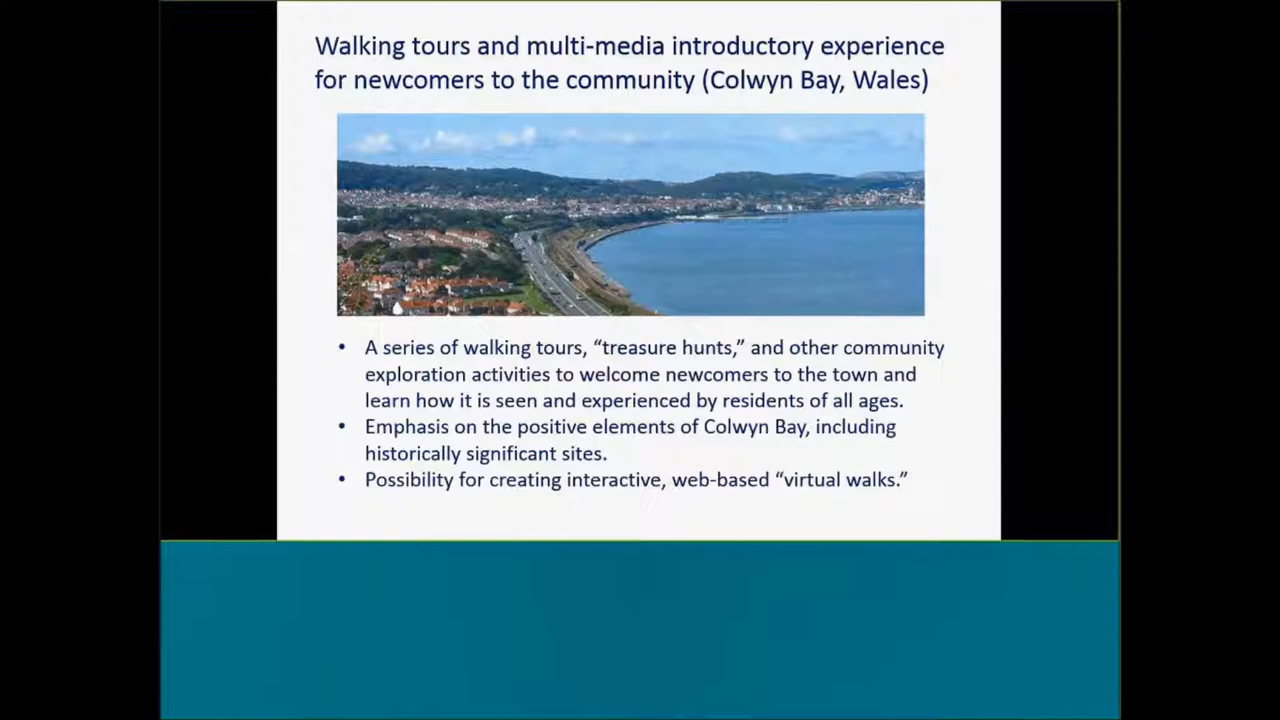 Walking tours and multi-media introductory experience
for newcomers to the community (Colwyn Bay, Wales)
• A series of walking tours, “treasure hunts,” and other community
exploration activities to welcome newcomers to the town and
learn how it is seen and experienced by residents of all ages.
• Emphasis on the positive elements of Colwyn Bay, including
historically significant sites.
• Possibility for creating interactive, web-based “virtual walks.”